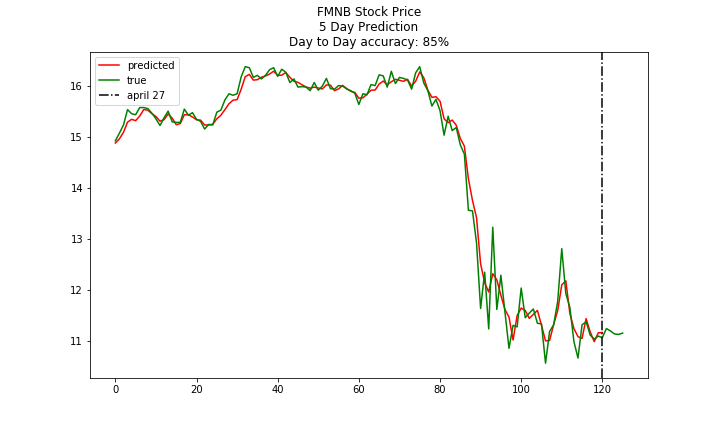 FMNB Stock Price
5 Day Prediction
Day to Day accuracy: 85%
predicted
true
april 27
16
15
14
13
12
11
0 20 40 60 80 100 120